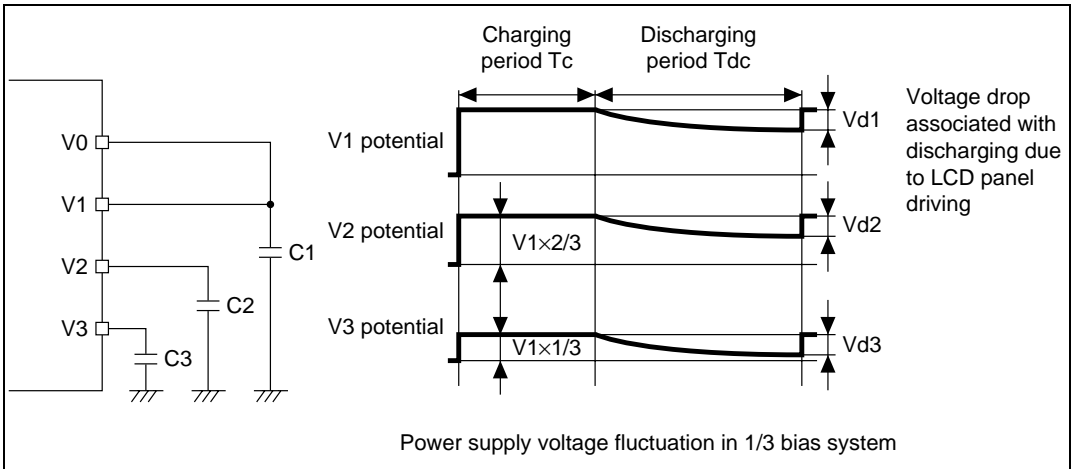 Charging
period Tc
Discharging
period Tdc
V0
V1
V2
V3
C1
C2
C3
V1 potential
Vd1
Voltage drop
associated with
discharging due
to LCD panel
driving
V2 potential
V1×2/3
Vd2
V3 potential
V1×1/3
Vd3
Power supply voltage fluctuation in 1/3 bias system